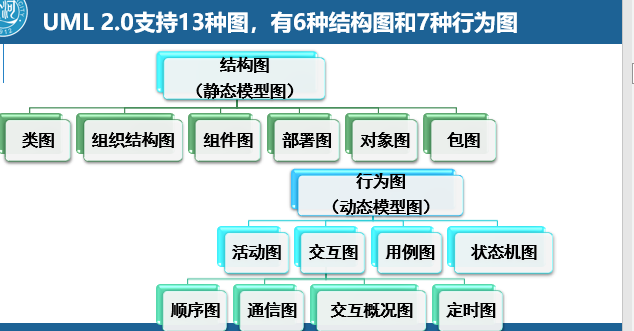 UML 2.0支持13种图，有6种结构图和7种行为图
结构图
（静态模型图）
类图
组织结构图
组件图
部署图
对象图
包图
行为图
（动态模型图）
活动图
交互图
用例图
状态机图
顺序图
通信图
交互概况图
定时图